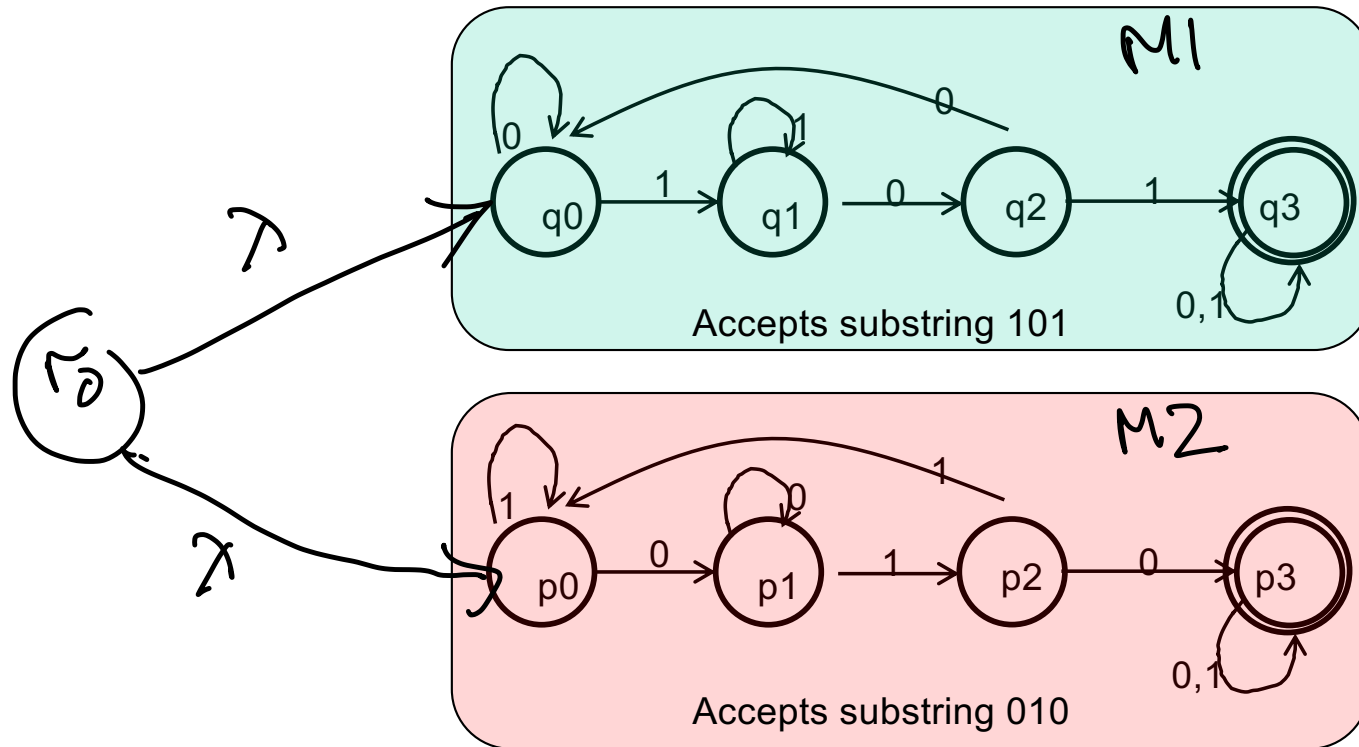 M1
0
0
1
q0
1
q1
0
q2
1
q3
0,1
Accepts substring 101
λ
r0
λ
M2
1
1
0
p0
0
p1
1
p2
0
p3
0,1
Accepts substring 010